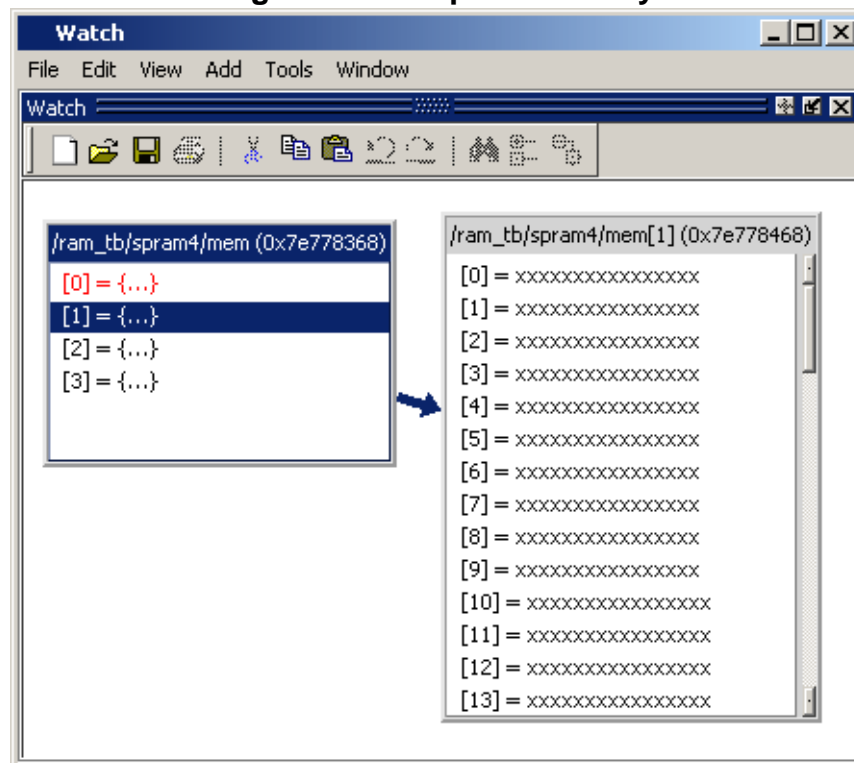 Watch
File Edit View Add Tools Window
Watch
/ram_tb/spram4/mem (0x7e778368)
[0] = {...}
[1] = {...}
[2] = {...}
[3] = {...}
/ram_tb/spram4/mem[1] (0x7e778468)
[0] = xxxxxxxxxxxxxxxx
[1] = xxxxxxxxxxxxxxxx
[2] = xxxxxxxxxxxxxxxx
[3] = xxxxxxxxxxxxxxxx
[4] = xxxxxxxxxxxxxxxx
[5] = xxxxxxxxxxxxxxxx
[6] = xxxxxxxxxxxxxxxx
[7] = xxxxxxxxxxxxxxxx
[8] = xxxxxxxxxxxxxxxx
[9] = xxxxxxxxxxxxxxxx
[10] = xxxxxxxxxxxxxxxx
[11] = xxxxxxxxxxxxxxxx
[12] = xxxxxxxxxxxxxxxx
[13] = xxxxxxxxxxxxxxxx